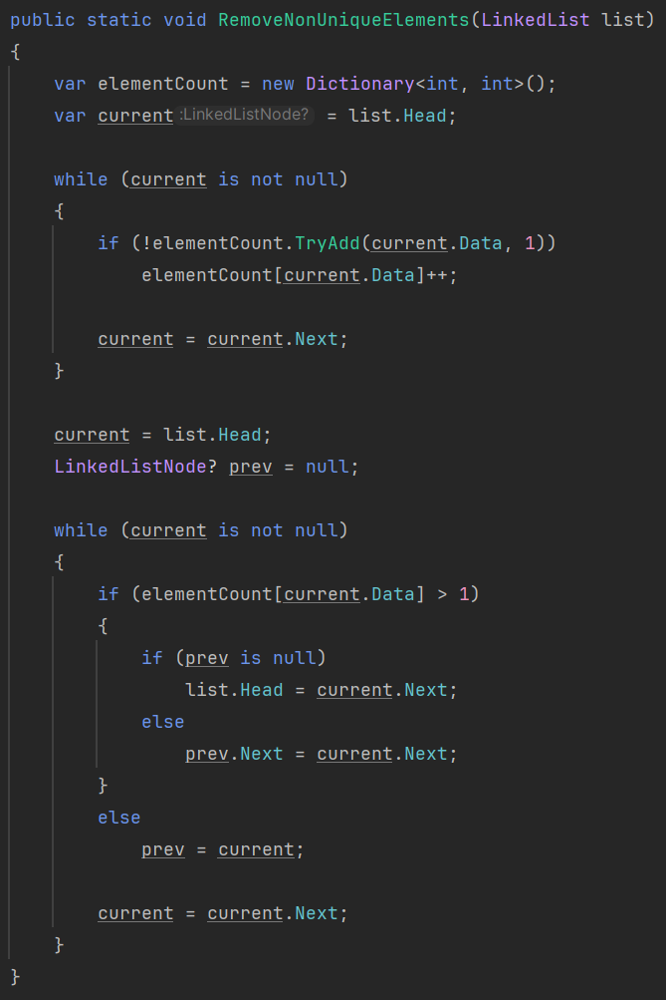 public static void RemoveNonUniqueElements(LinkedList list)
{
    var elementCount = new Dictionary<int, int>();
    var current :LinkedListNode? = list.Head;

    while (current is not null)
    {
        if (!elementCount.TryAdd(current.Data, 1))
            elementCount[current.Data]++;

        current = current.Next;
    }

    current = list.Head;
    LinkedListNode? prev = null;

    while (current is not null)
    {
        if (elementCount[current.Data] > 1)
        {
            if (prev is null)
                list.Head = current.Next;
            else
                prev.Next = current.Next;
        }
        else
            prev = current;

        current = current.Next;
    }
}